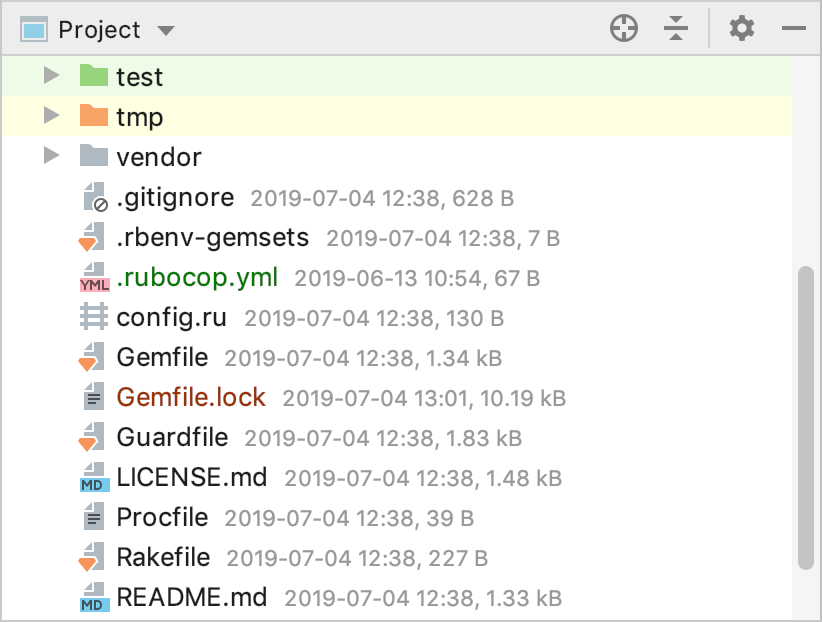 Project
test
tmp
vendor
.gitignore 2019-07-04 12:38, 628 B
.rbenv-gemsets 2019-07-04 12:38, 7 B
YML .rubocop.yml 2019-06-13 10:54, 67 B
config.ru 2019-07-04 12:38, 130 B
Gemfile 2019-07-04 12:38, 1.34 kB
Gemfile.lock 2019-07-04 13:01, 10.19 kB
Guardfile 2019-07-04 12:38, 1.83 kB
MD LICENSE.md 2019-07-04 12:38, 1.48 kB
Procfile 2019-07-04 12:38, 39 B
Rakefile 2019-07-04 12:38, 227 B
MD README.md 2019-07-04 12:38, 1.33 kB